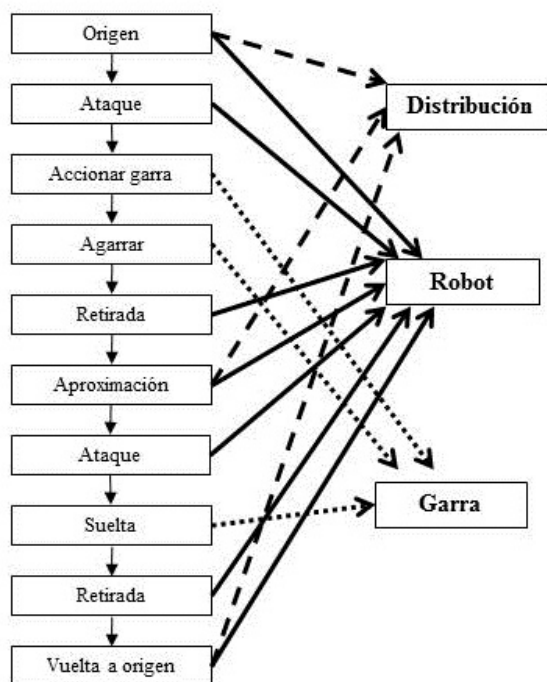 Origen
Ataque
Accionar garra
Agarrar
Retirada
Aproximación
Ataque
Suelta
Retirada
Vuelta a origen
Distribución
Robot
Garra